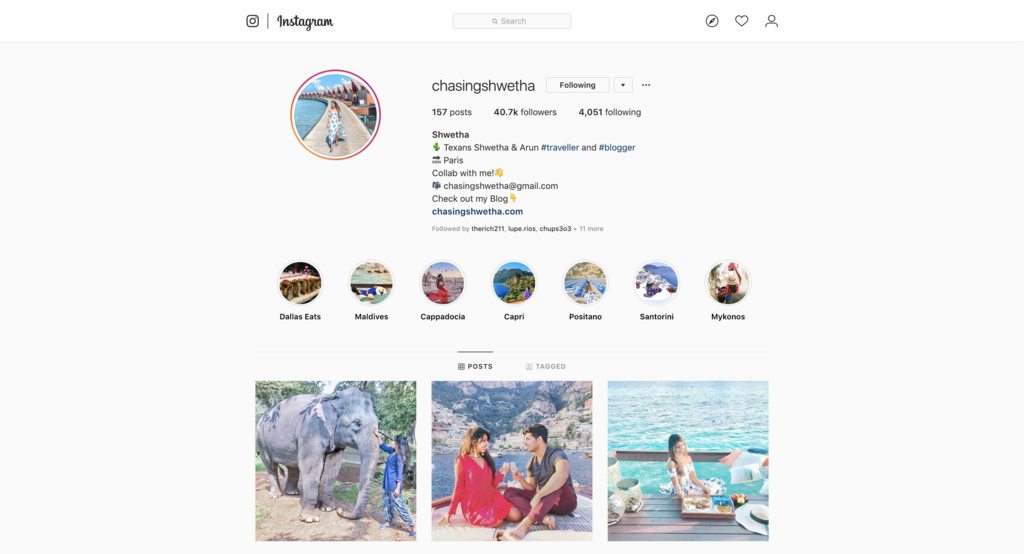 Instagram
Search
chasingshwetha
Following
157 posts 40.7k followers 4,051 following
Shwetha
🌵 Texans Shwetha & Arun #traveller and #blogger
🔜 Paris
Collab with me!👋
📬 chasingshwetha@gmail.com
Check out my Blog👇
chasingshwetha.com
Followed by therich211, lupe.rios, chups3o3 + 11 more
Dallas Eats Maldives Cappadocia Capri Positano Santorini Mykonos
POSTS TAGGED